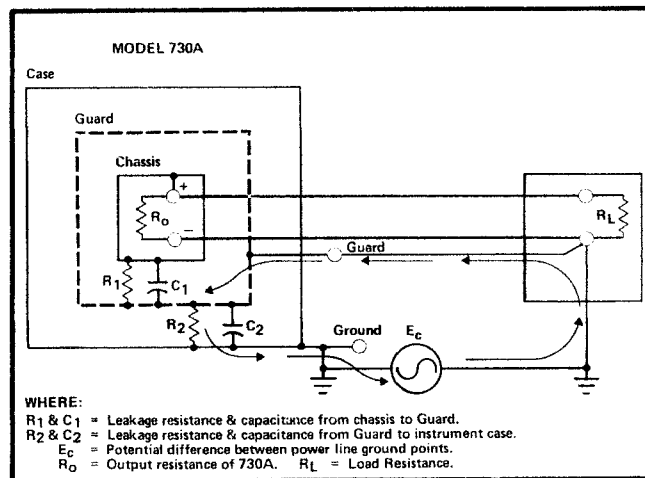 MODEL 730A
Case
Guard
Chassis
+
Ro
−
RL
Guard
R1
C1
R2
C2
Ground
Ec
WHERE:
R1 & C1 = Leakage resistance & capacitance from chassis to Guard.
R2 & C2 = Leakage resistance & capacitance from Guard to instrument case.
Ec = Potential difference between power line ground points.
Ro = Output resistance of 730A. RL = Load Resistance.